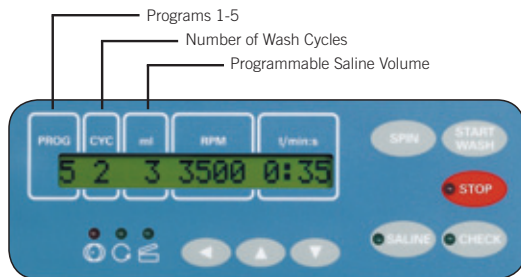 Programs 1-5
Number of Wash Cycles
Programmable Saline Volume
PROG CYC ml RPM t/min:s
5 2 3 3500 0:35
SPIN
START WASH
STOP
SALINE
CHECK